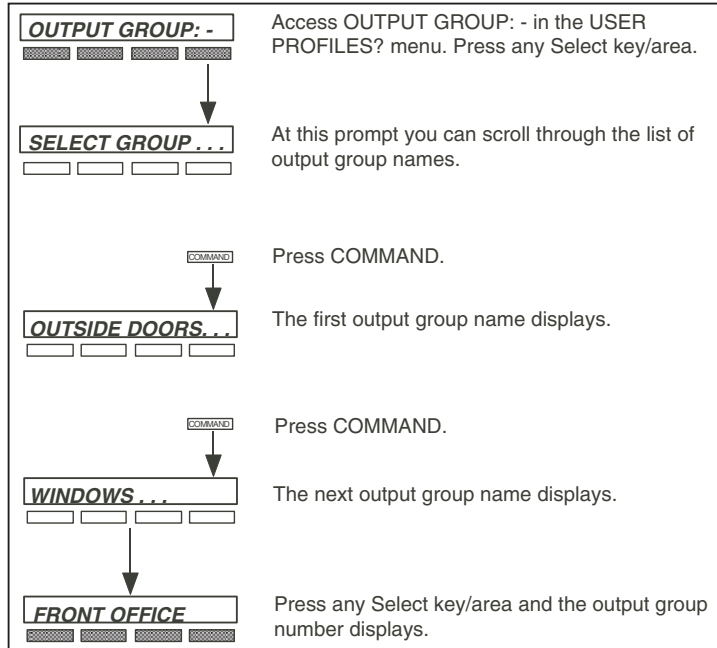 OUTPUT GROUP: -
Access OUTPUT GROUP: - in the USER
PROFILES? menu. Press any Select key/area.
SELECT GROUP . . .
At this prompt you can scroll through the list of
output group names.
COMMAND
Press COMMAND.
OUTSIDE DOORS. . .
The first output group name displays.
COMMAND
Press COMMAND.
WINDOWS . . .
The next output group name displays.
FRONT OFFICE
Press any Select key/area and the output group
number displays.